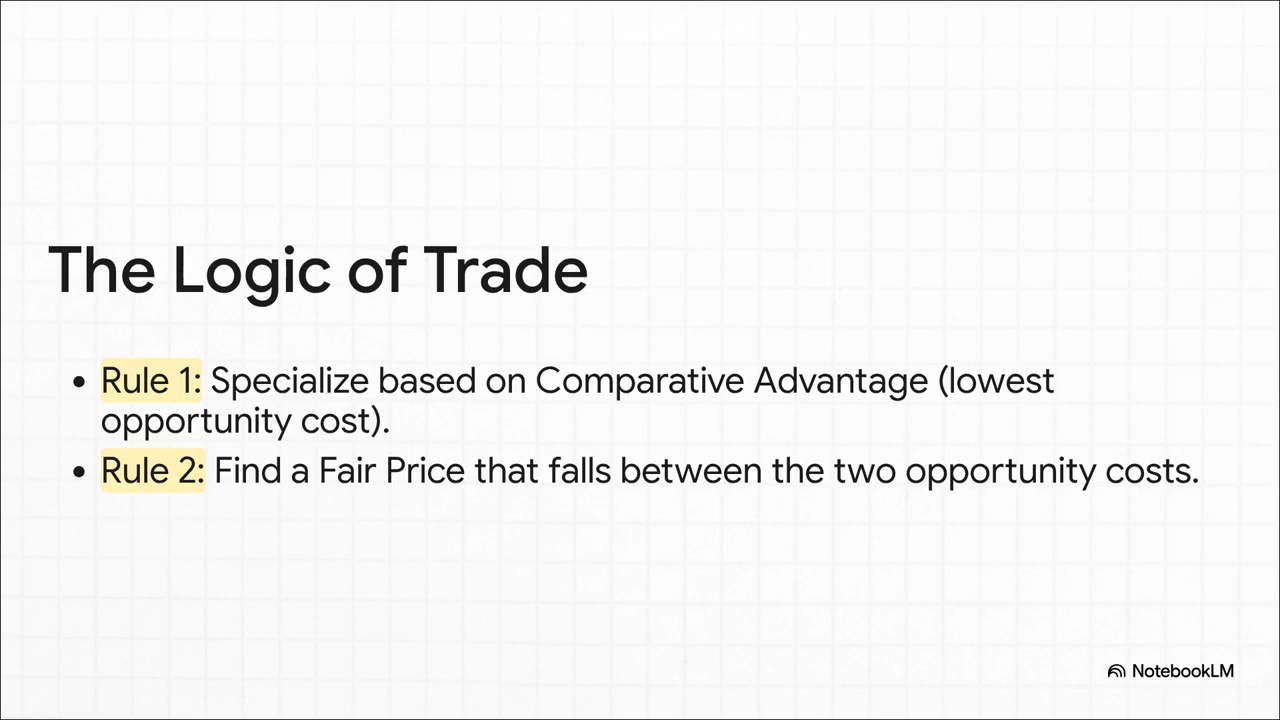 The Logic of Trade
• Rule 1: Specialize based on Comparative Advantage (lowest
opportunity cost).
• Rule 2: Find a Fair Price that falls between the two opportunity costs.
NotebookLM